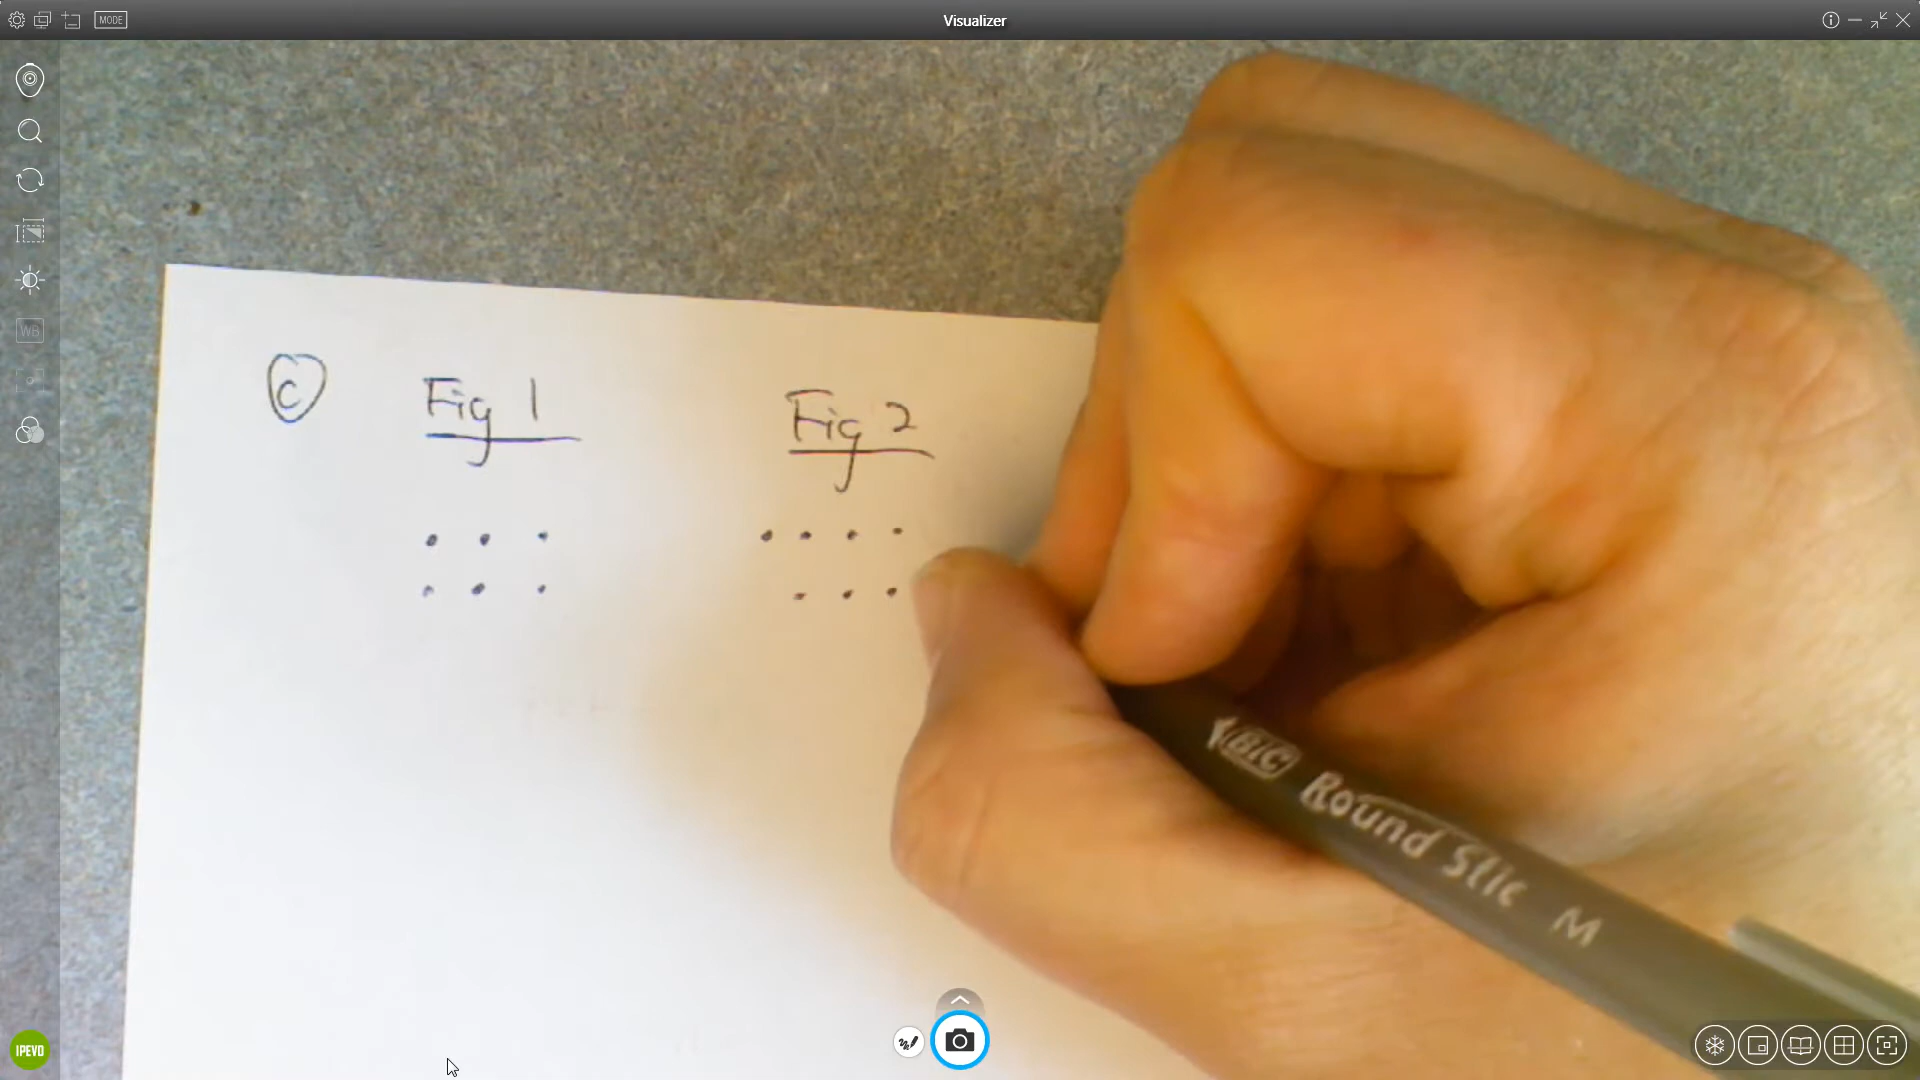 MODE
Visualizer
WB
C Fig 1 Fig 2
BIC Round Stic M
IPEVO